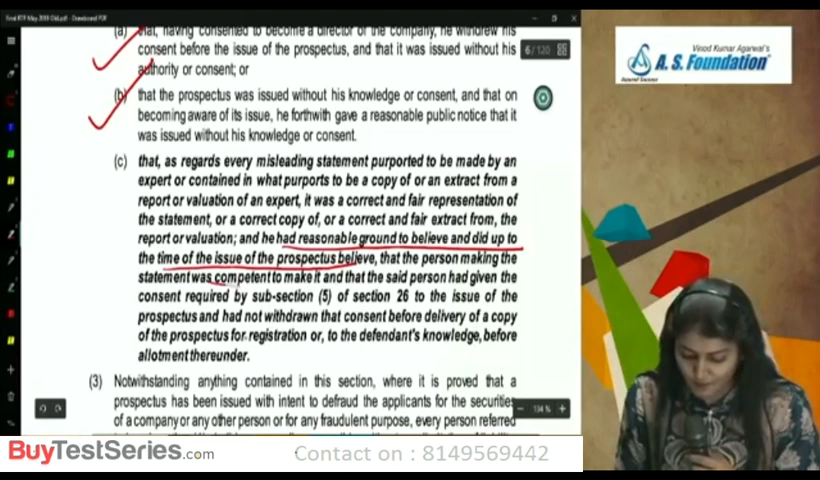 Final RTP May 2019 Old.pdf - Drawboard PDF
(a) that, having consented to become a director of the company, he withdrew his
consent before the issue of the prospectus, and that it was issued without his
authority or consent; or
(b) that the prospectus was issued without his knowledge or consent, and that on
becoming aware of its issue, he forthwith gave a reasonable public notice that it
was issued without his knowledge or consent.
(c) that, as regards every misleading statement purported to be made by an
expert or contained in what purports to be a copy of or an extract from a
report or valuation of an expert, it was a correct and fair representation of
the statement, or a correct copy of, or a correct and fair extract from, the
report or valuation; and he had reasonable ground to believe and did up to
the time of the issue of the prospectus believe, that the person making the
statement was competent to make it and that the said person had given the
consent required by sub-section (5) of section 26 to the issue of the
prospectus and had not withdrawn that consent before delivery of a copy
of the prospectus for registration or, to the defendant's knowledge, before
allotment thereunder.
(3) Notwithstanding anything contained in this section, where it is proved that a
prospectus has been issued with intent to defraud the applicants for the securities
of a company or any other person or for any fraudulent purpose, every person referred
6 / 120
134 %
Vinod Kumar Agarwal's
A. S. Foundation
BuyTestSeries.com
Contact on : 8149569442